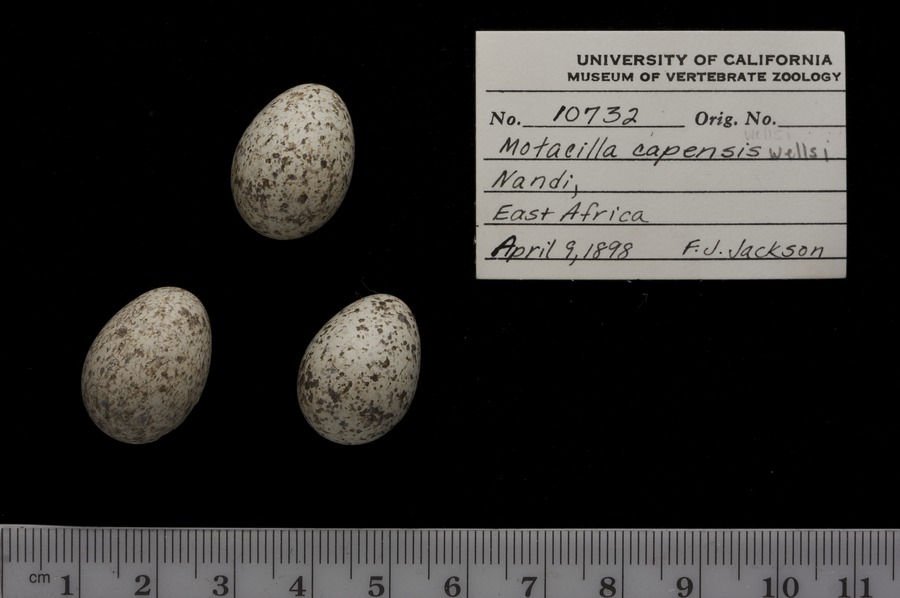 UNIVERSITY OF CALIFORNIA
MUSEUM OF VERTEBRATE ZOOLOGY
No. 10732 Orig. No.
wellsi
Motacilla capensis wellsi
Nandi,
East Africa
April 9, 1898 F. J. Jackson
cm 1 2 3 4 5 6 7 8 9 10 11